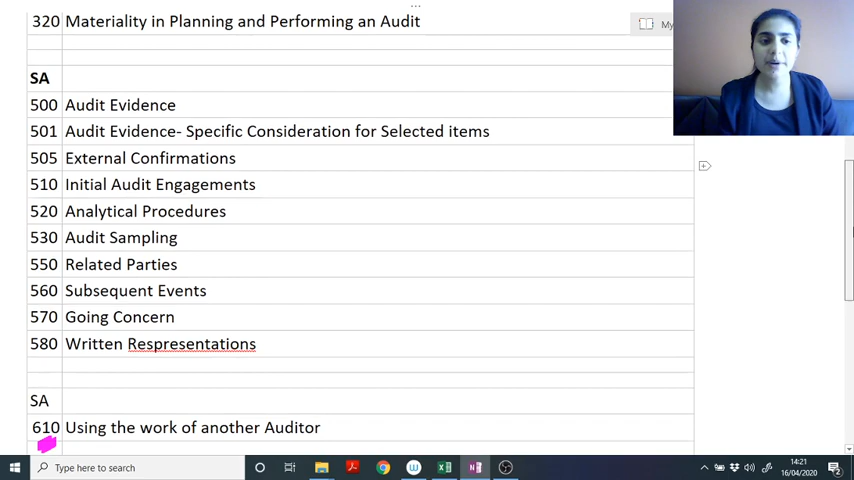 ...
320 Materiality in Planning and Performing an Audit
My
SA
500 Audit Evidence
501 Audit Evidence- Specific Consideration for Selected items
505 External Confirmations
510 Initial Audit Engagements
520 Analytical Procedures
530 Audit Sampling
550 Related Parties
560 Subsequent Events
570 Going Concern
580 Written Respresentations
SA
610 Using the work of another Auditor
Type here to search
14:21
16/04/2020
2